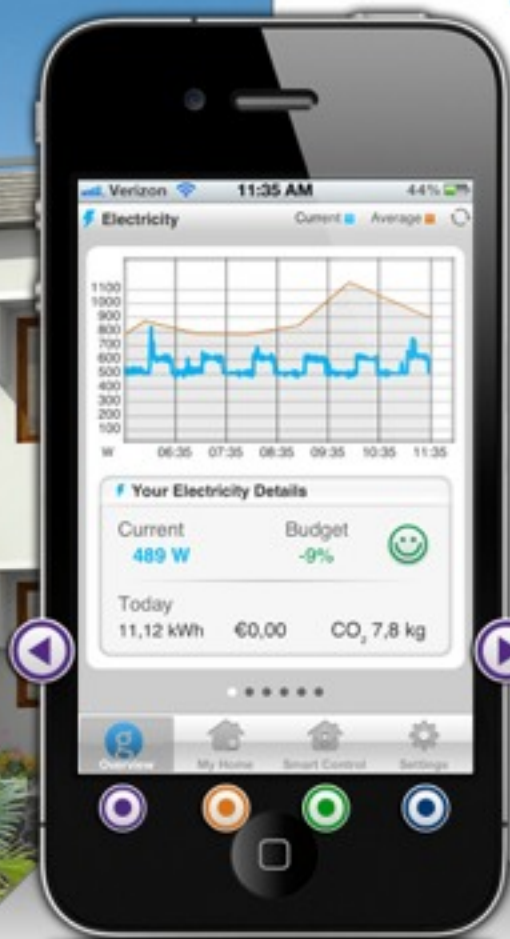 Verizon 11:35 AM 44%
Electricity Current Average
1100
1000
900
800
700
600
500
400
300
200
100
W 06:35 07:35 08:35 09:35 10:35 11:35
Your Electricity Details
Current Budget
489 W -9%
Today
11,12 kWh €0,00 CO₂ 7,8 kg
g
Overview My Home Smart Control Settings